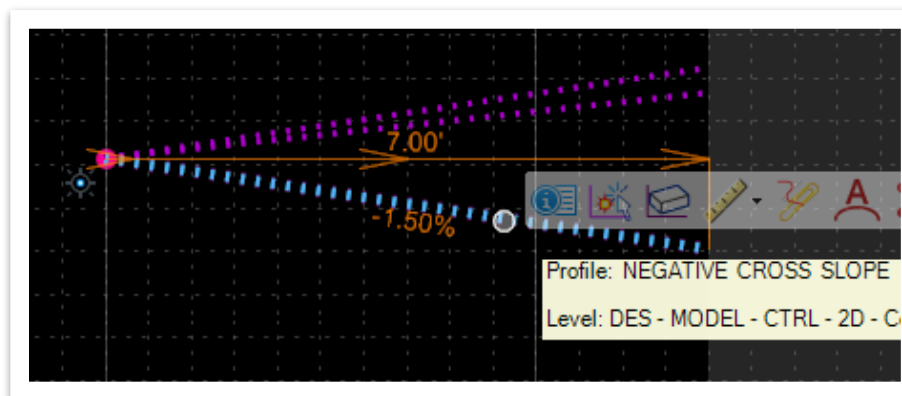 7.00'
-1.50%
A
Profile: NEGATIVE CROSS SLOPE
Level: DES - MODEL - CTRL - 2D -